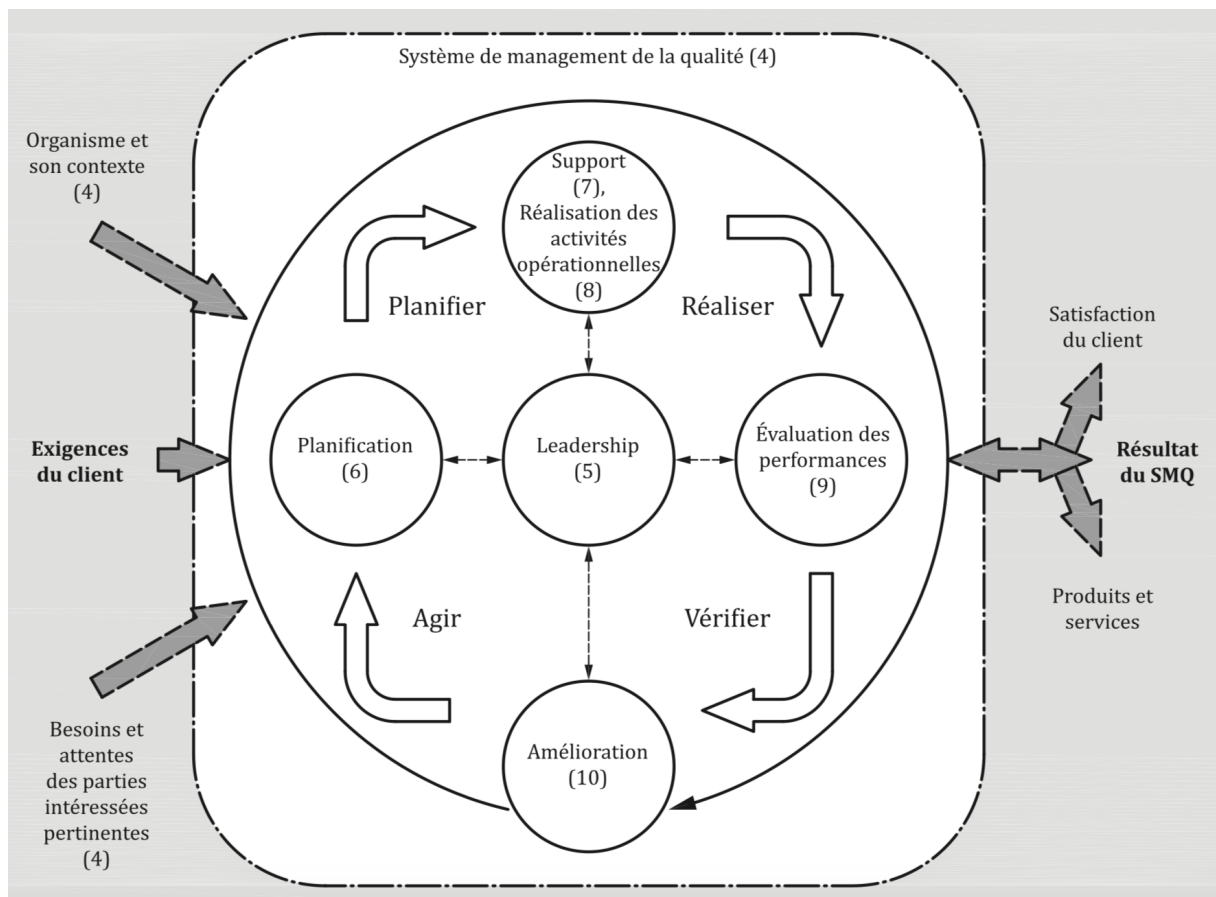 Système de management de la qualité (4)
Organisme et
son contexte
(4)
Support
(7),
Réalisation des
activités
opérationnelles
(8)
Planifier
Réaliser
Satisfaction
du client
Exigences
du client
Planification
(6)
Leadership
(5)
Évaluation des
performances
(9)
Résultat
du SMQ
Agir
Vérifier
Produits et
services
Besoins et
attentes
des parties
intéressées
pertinentes
(4)
Amélioration
(10)